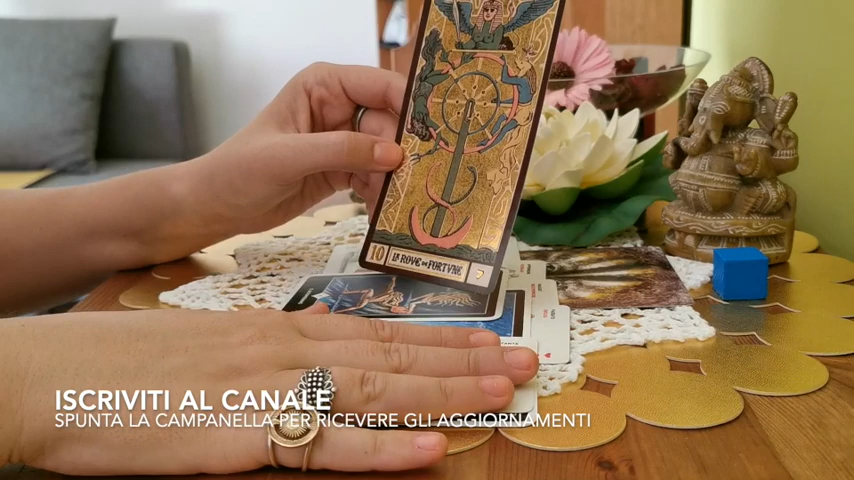 10 LA ROVE DE FORTVNE
ISCRIVITI AL CANALE
SPUNTA LA CAMPANELLA PER RICEVERE GLI AGGIORNAMENTI